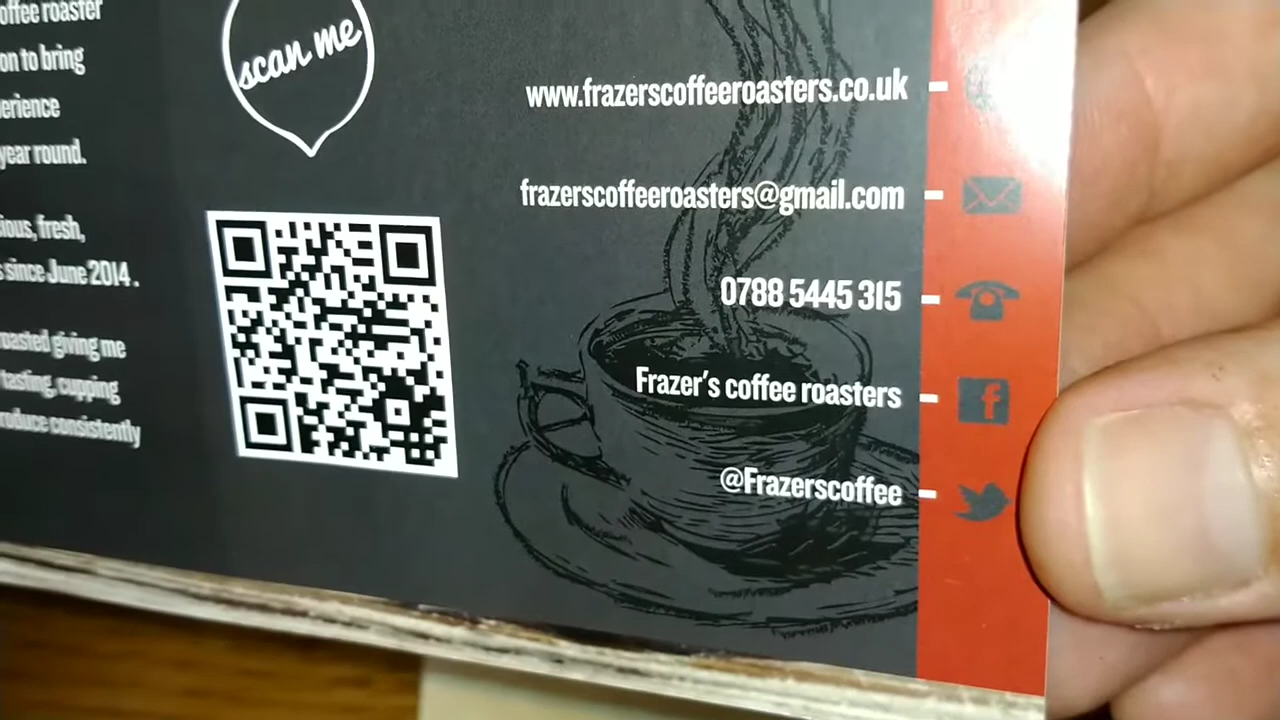 offee roaster
on to bring
erience
year round.
ious, fresh,
s since June 2014.
roasted giving me
tasting, cupping
roduce consistently
scan me
www.frazerscoffeeroasters.co.uk
frazerscoffeeroasters@gmail.com
0788 5445 315
Frazer's coffee roasters
@Frazerscoffee